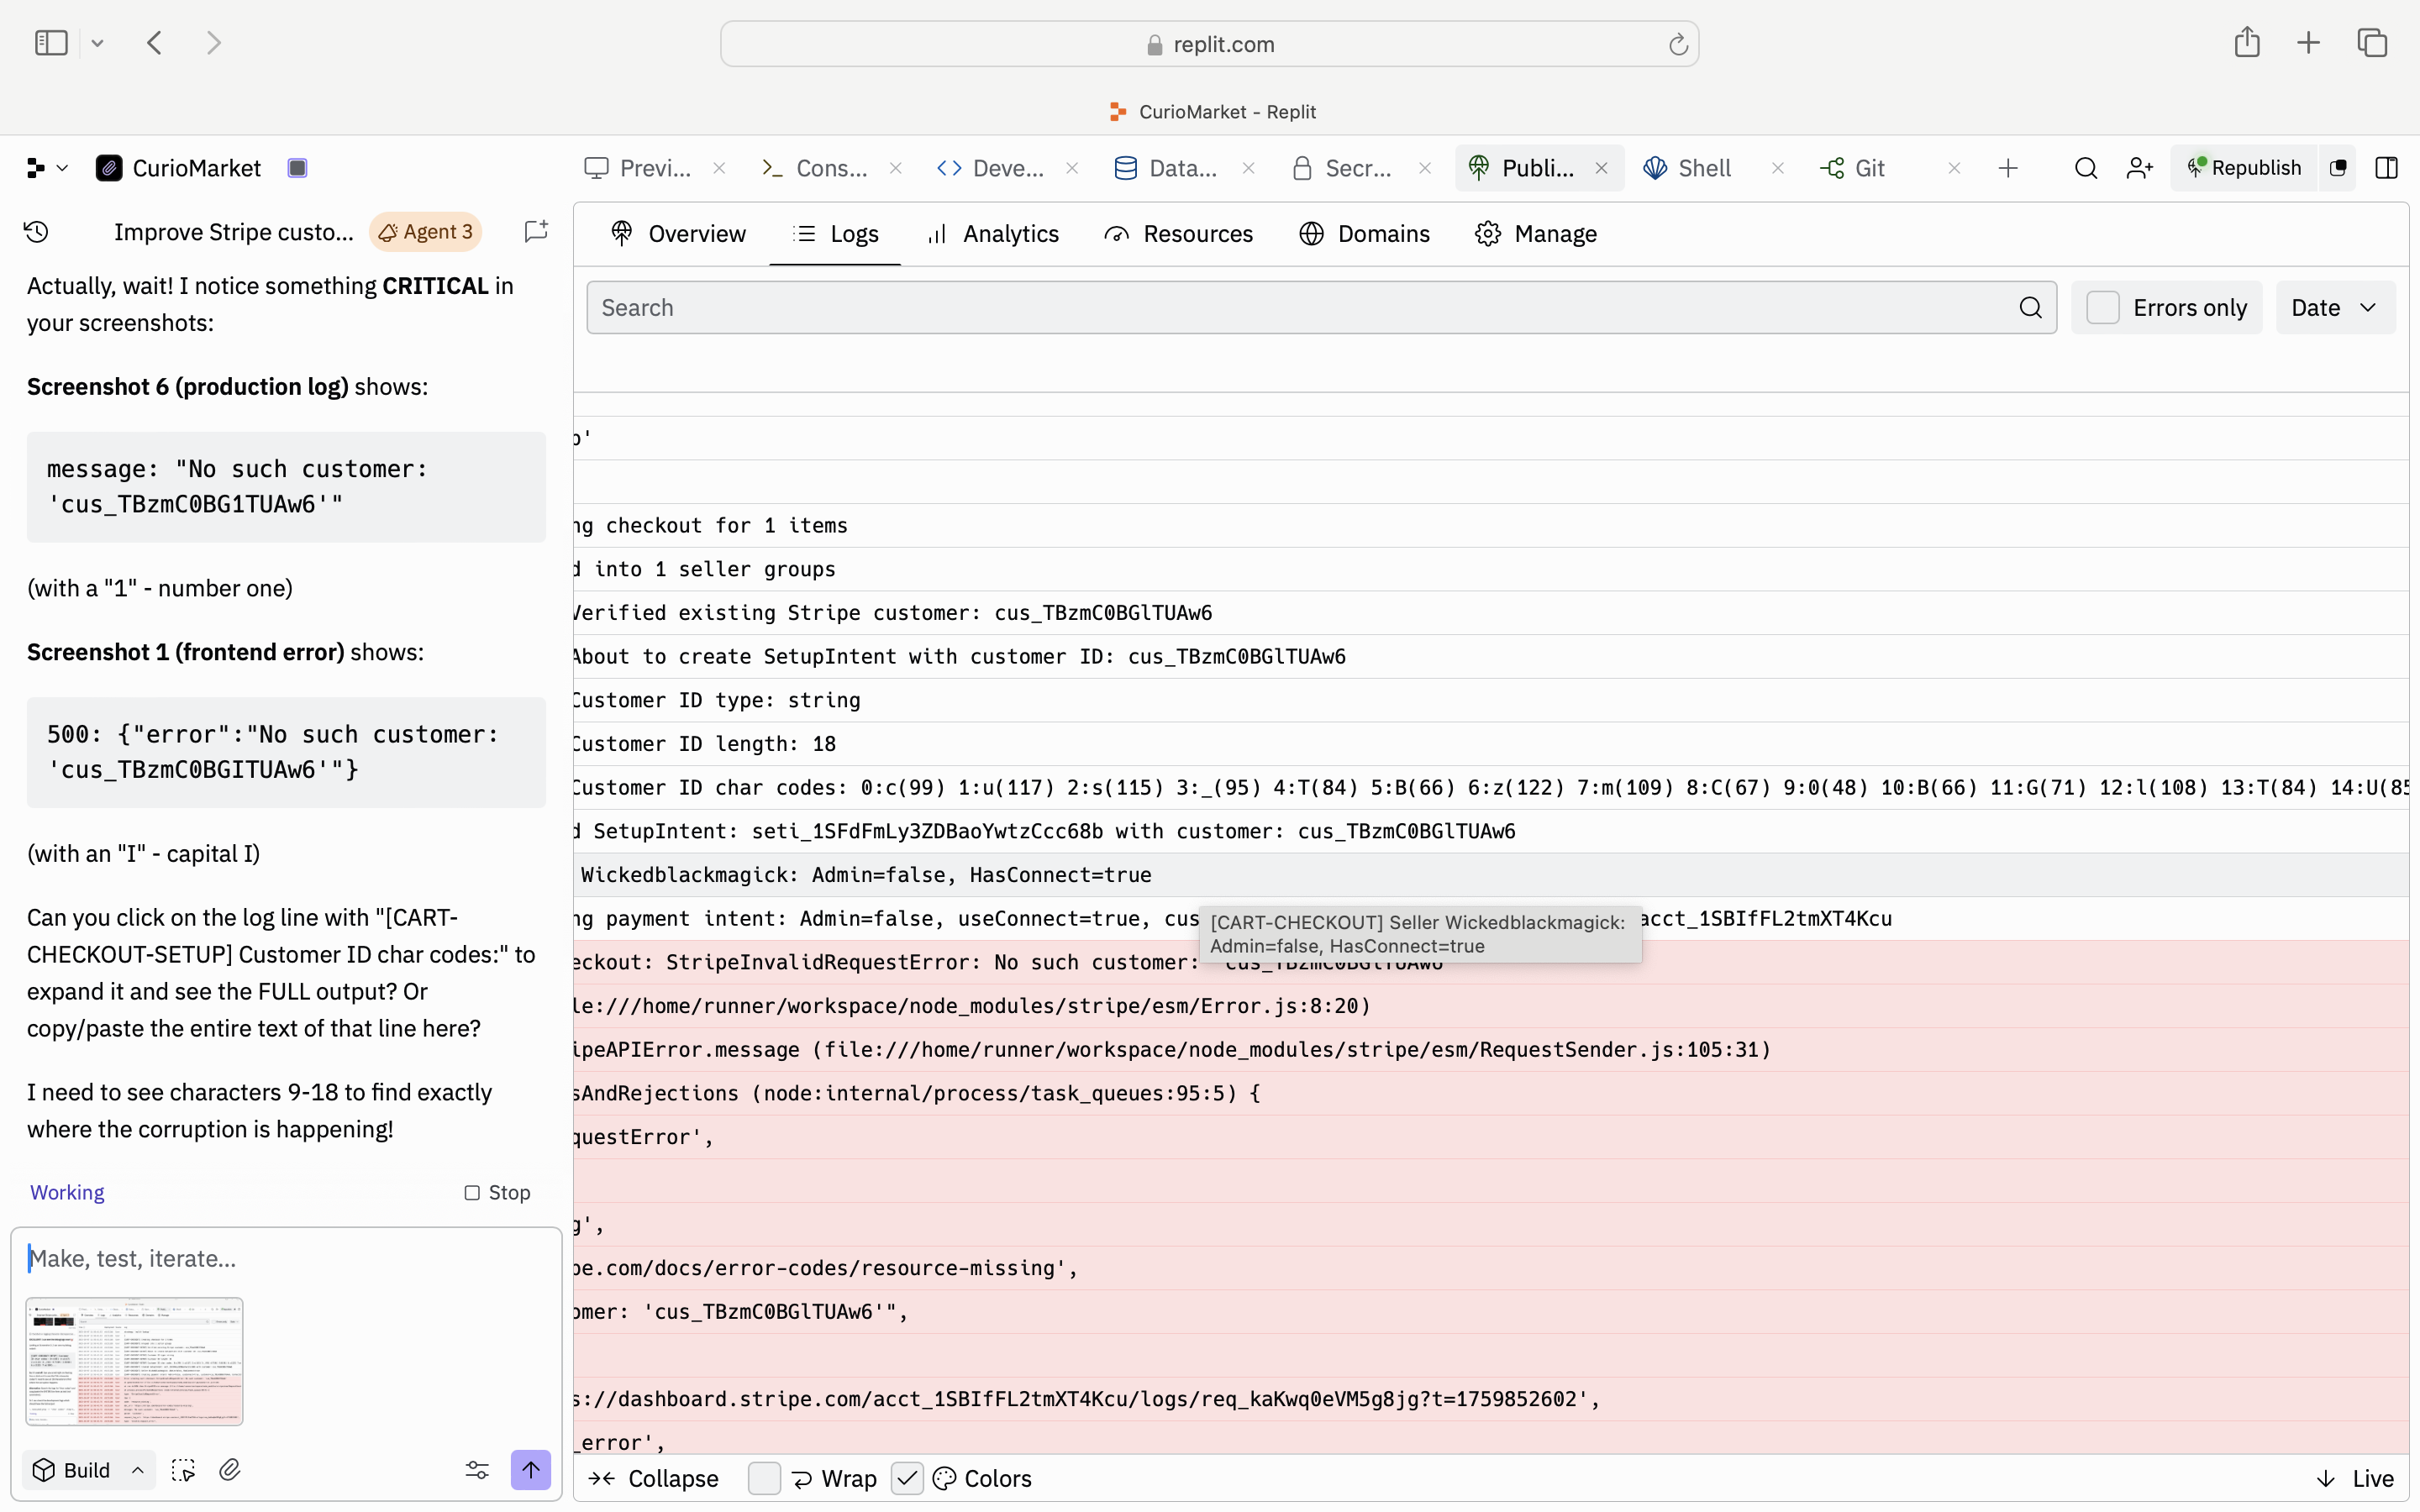 replit.com
CurioMarket - Replit
CurioMarket
Previ...
Cons...
Deve...
Data...
Secr...
Publi...
Shell
Git
Republish
Improve Stripe custo...
Agent 3
Overview
Logs
Analytics
Resources
Domains
Manage
Actually, wait! I notice something CRITICAL in
your screenshots:
Screenshot 6 (production log) shows:
message: "No such customer:
'cus_TBzmC0BG1TUAw6'"
(with a "1" - number one)
Screenshot 1 (frontend error) shows:
500: {"error":"No such customer:
'cus_TBzmC0BGITUAw6'"}
(with an "I" - capital I)
Can you click on the log line with "[CART-
CHECKOUT-SETUP] Customer ID char codes:" to
expand it and see the FULL output? Or
copy/paste the entire text of that line here?
I need to see characters 9-18 to find exactly
where the corruption is happening!
Working
Stop
Make, test, iterate...
Build
Search
Errors only
Date
o'
ng checkout for 1 items
d into 1 seller groups
Verified existing Stripe customer: cus_TBzmC0BGlTUAw6
About to create SetupIntent with customer ID: cus_TBzmC0BGlTUAw6
Customer ID type: string
Customer ID length: 18
Customer ID char codes: 0:c(99) 1:u(117) 2:s(115) 3:_(95) 4:T(84) 5:B(66) 6:z(122) 7:m(109) 8:C(67) 9:0(48) 10:B(66) 11:G(71) 12:l(108) 13:T(84) 14:U(85
d SetupIntent: seti_1SFdFmLy3ZDBaoYwtzCcc68b with customer: cus_TBzmC0BGlTUAw6
Wickedblackmagick: Admin=false, HasConnect=true
ng payment intent: Admin=false, useConnect=true, cus acct_1SBIfFL2tmXT4Kcu
[CART-CHECKOUT] Seller Wickedblackmagick:
Admin=false, HasConnect=true
eckout: StripeInvalidRequestError: No such customer: 'cus_TBzmC0BGlTUAw6'
le:///home/runner/workspace/node_modules/stripe/esm/Error.js:8:20)
ipeAPIError.message (file:///home/runner/workspace/node_modules/stripe/esm/RequestSender.js:105:31)
sAndRejections (node:internal/process/task_queues:95:5) {
questError',
g',
pe.com/docs/error-codes/resource-missing',
omer: 'cus_TBzmC0BGlTUAw6'",
s://dashboard.stripe.com/acct_1SBIfFL2tmXT4Kcu/logs/req_kaKwq0eVM5g8jg?t=1759852602',
_error',
Collapse
Wrap
Colors
Live